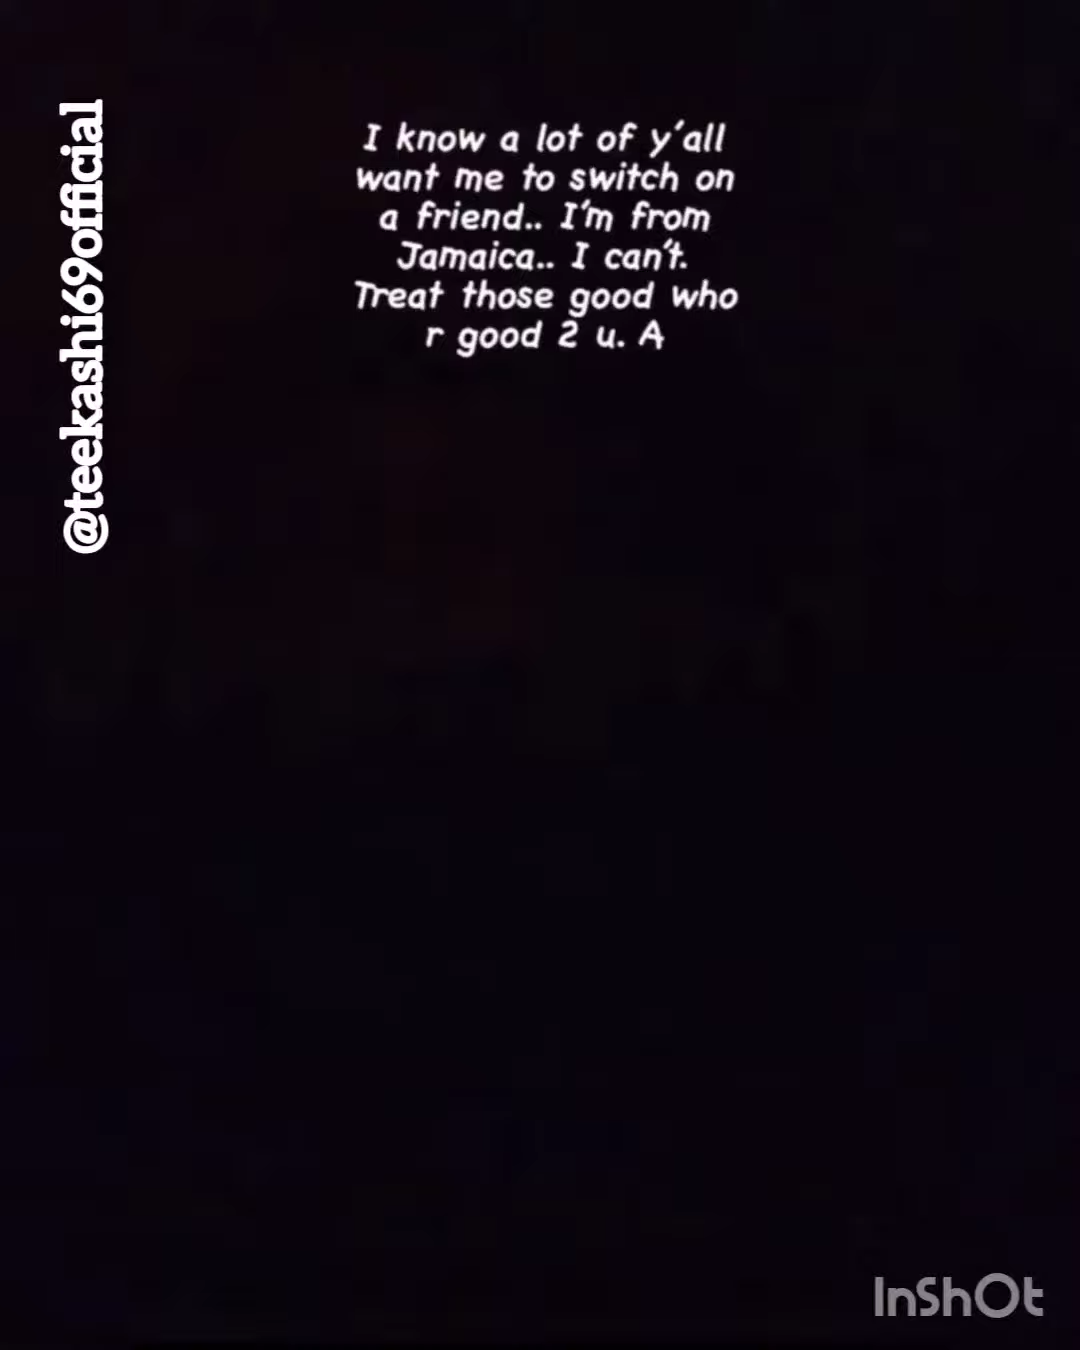 @teekashi69official
I know a lot of y'all
want me to switch on
a friend.. I'm from
Jamaica.. I can't.
Treat those good who
r good 2 u. A
InShOt